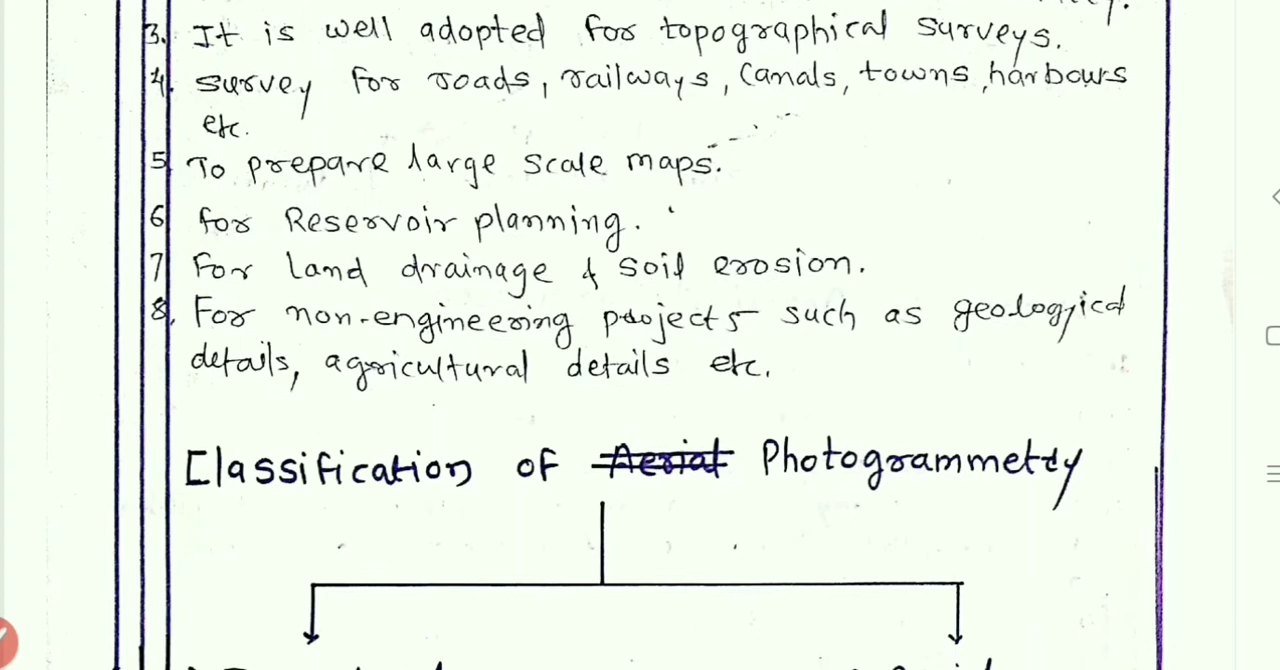 3. It is well adopted for topographical surveys.
4. survey for roads, railways, Canals, towns, harbours
etc.
5 To prepare large scale maps.
6 for Reservoir planning.
7 For land drainage & soil erosion.
8. For non-engineering projects such as geological
details, agricultural details etc.
Classification of Aerial Photogrammetry